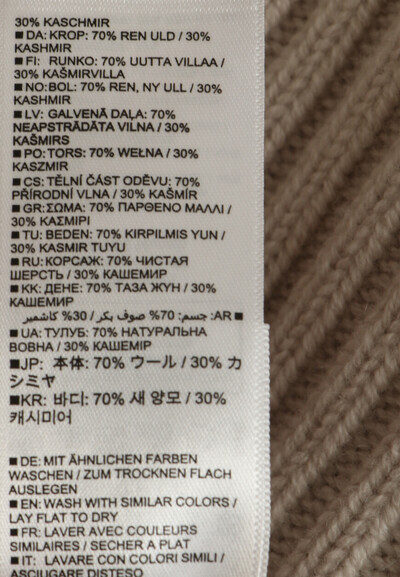 30% KASCHMIR
■ DA: KROP: 70% REN ULD / 30%
KASHMIR
■ FI: RUNKO: 70% UUTTA VILLAA /
30% KAŠMIRVILLA
■ NO:BOL: 70% REN, NY ULL / 30%
KASHMIR
■ LV: GALVENĀ DAĻA: 70%
NEAPSTRĀDĀTA VILNA / 30%
KAŠMIRS
■ PO: TORS: 70% WEŁNA / 30%
KASZMIR
■ CS: TĚLNÍ ČÁST ODĚVU: 70%
PŘÍRODNÍ VLNA / 30% KAŠMÍR
■ GR:ΣΩΜΑ: 70% ΠΑΡΘΕΝΟ ΜΑΛΛΙ /
30% ΚΑΣΜΙΡΙ
■ TU: BEDEN: 70% KIRPILMIS YUN /
30% KASMIR TUYU
■ RU: КОРСАЖ: 70% ЧИСТАЯ
ШЕРСТЬ / 30% КАШЕМИР
■ KK: ДЕНЕ: 70% ТАЗА ЖҮН / 30%
КАШЕМИР
■ AR: جسم: 70% صوف بكر / 30% كاشمير
■ UA: ТУЛУБ: 70% НАТУРАЛЬНА
ВОВНА / 30% КАШЕМІР
■JP: 本体: 70% ウール / 30% カ
シミヤ
■KR: 바디: 70% 새 양모 / 30%
캐시미어
■ DE: MIT ÄHNLICHEN FARBEN
WASCHEN / ZUM TROCKNEN FLACH
AUSLEGEN
■ EN: WASH WITH SIMILAR COLORS /
LAY FLAT TO DRY
■ FR: LAVER AVEC COULEURS
SIMILAIRES / SECHER A PLAT
■ IT: LAVARE CON COLORI SIMILI /
ASCIUGARE DISTESO